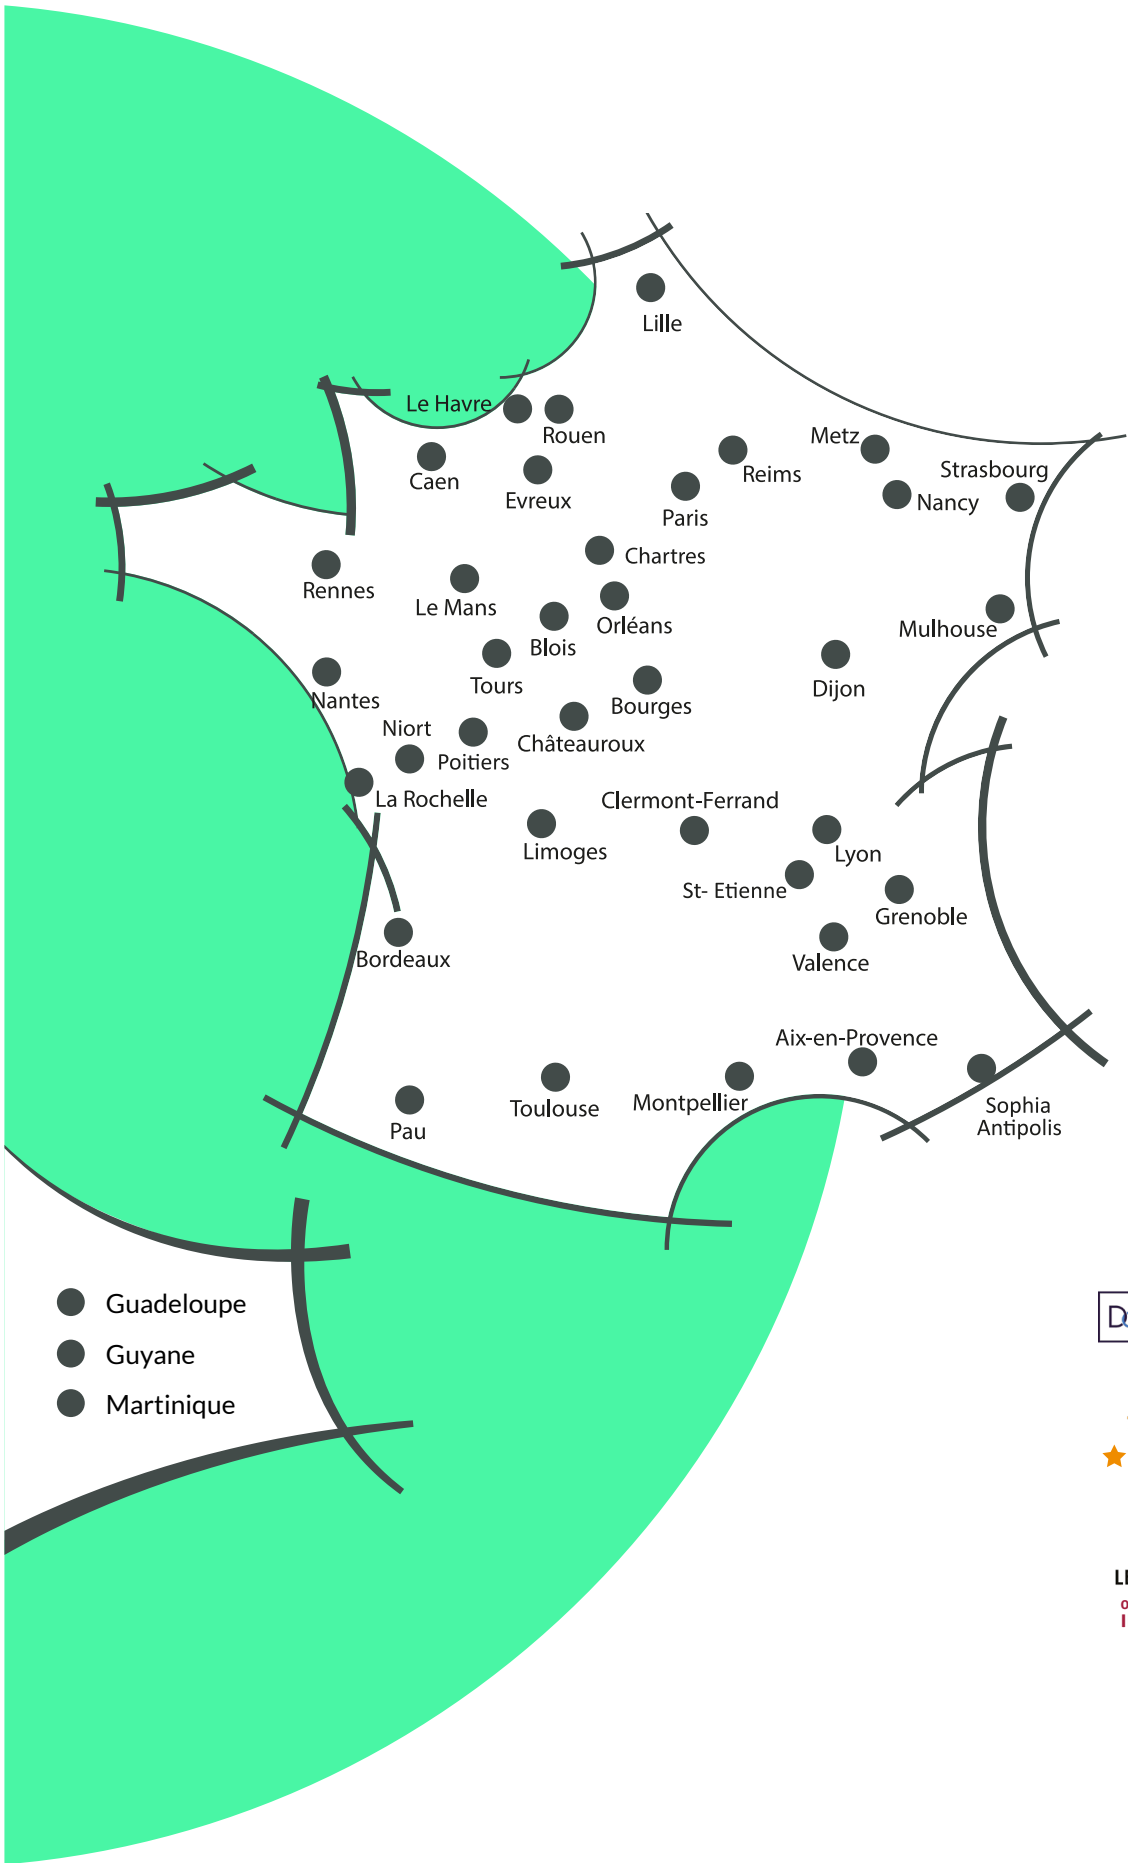 Lille
Le Havre
Rouen
Metz
Caen
Reims
Strasbourg
Evreux
Nancy
Paris
Chartres
Rennes
Le Mans
Orléans
Mulhouse
Blois
Tours
Dijon
Nantes
Bourges
Niort
Châteauroux
Poitiers
La Rochelle
Clermont-Ferrand
Limoges
Lyon
St- Etienne
Grenoble
Bordeaux
Valence
Aix-en-Provence
Toulouse
Montpellier
Sophia
Antipolis
Pau
Guadeloupe
Guyane
Martinique